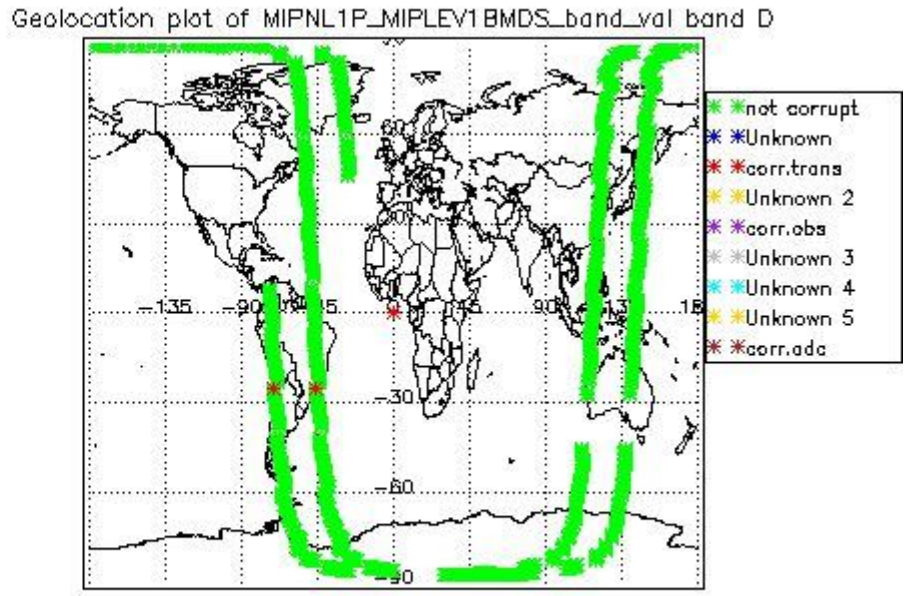 Geolocation plot of MIPNL1P_MIPLEV1BMDS_band_val band D
not corrupt
Unknown
corr.trans
Unknown 2
corr.obs
Unknown 3
Unknown 4
Unknown 5
corr.adc
60
-135
-90
90
-30
-60
-90